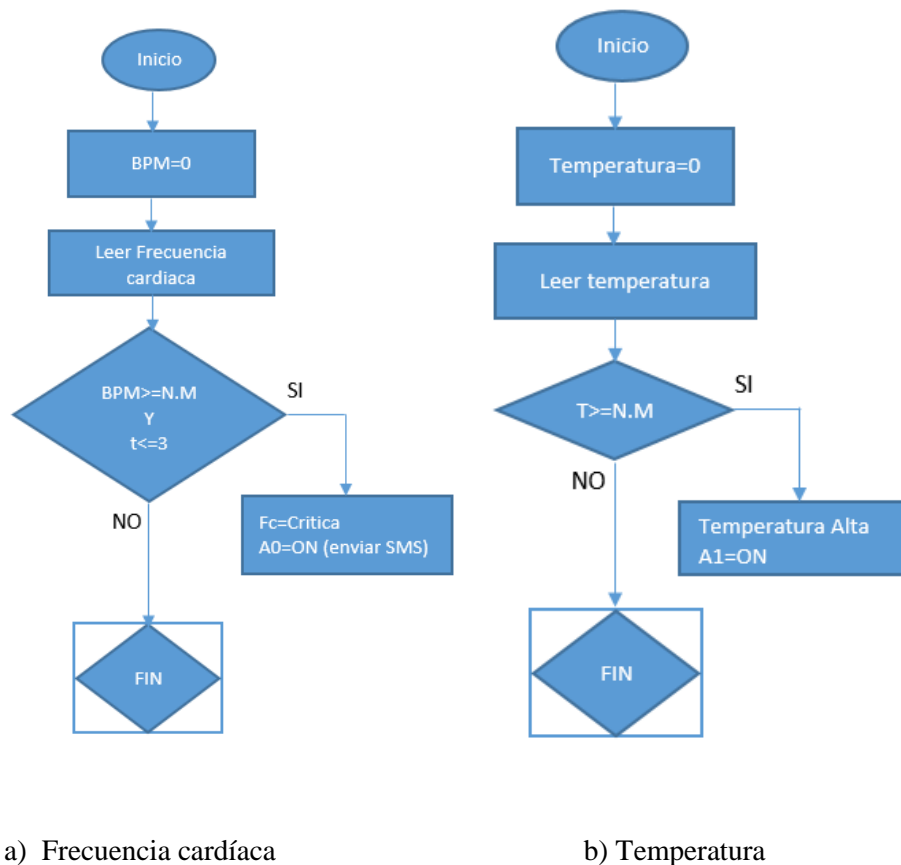 Inicio
BPM=0
Leer Frecuencia
cardiaca
BPM>=N.M
Y
t<=3
SI
NO
Fc=Critica
A0=ON (enviar SMS)
FIN
a) Frecuencia cardíaca
Inicio
Temperatura=0
Leer temperatura
T>=N.M
SI
NO
Temperatura Alta
A1=ON
FIN
b) Temperatura